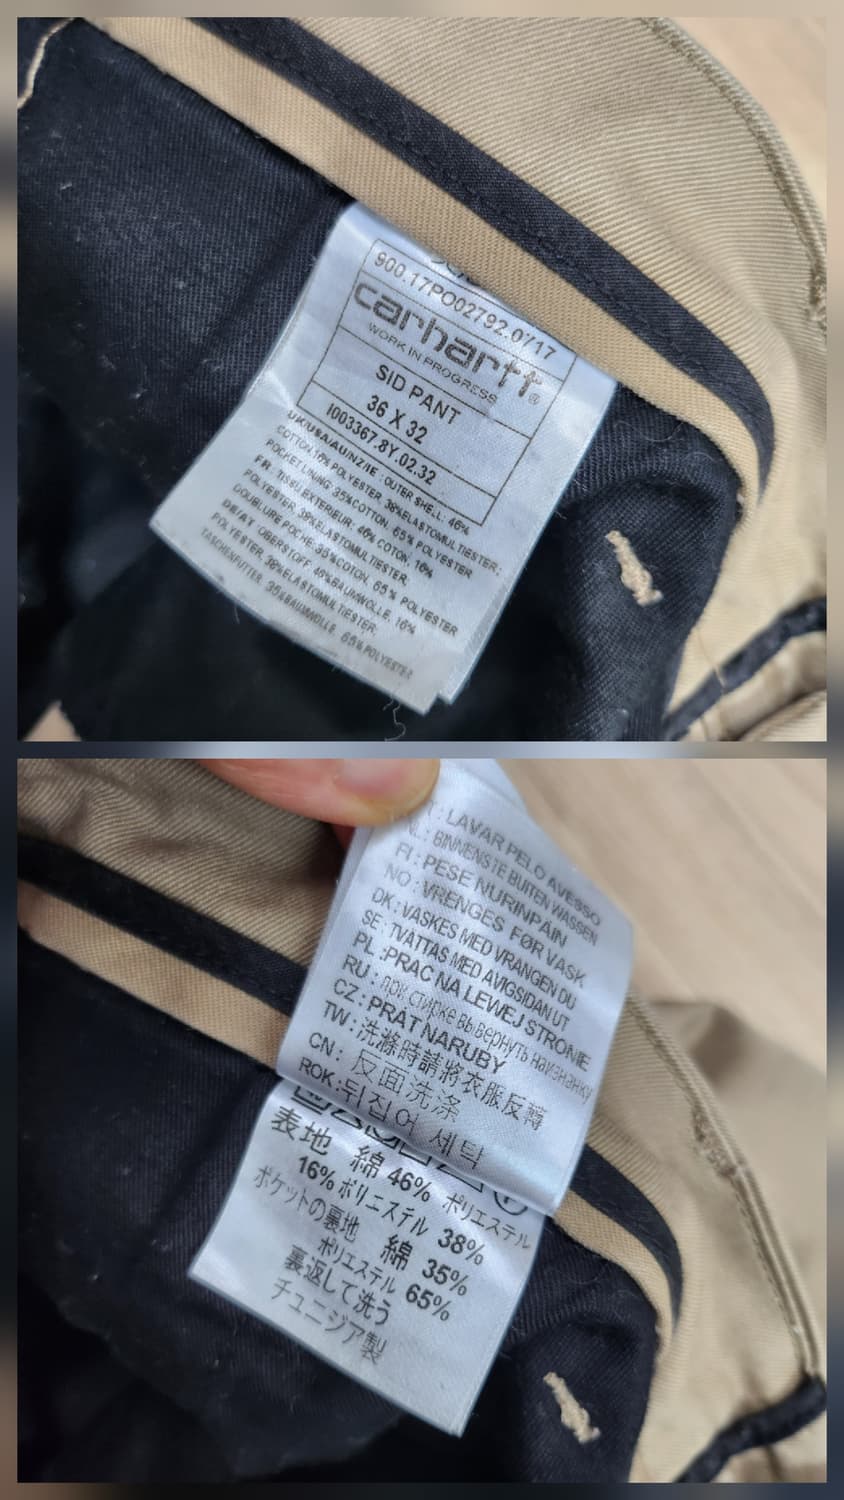 900.17PO02792.0717
carhartt®
WORK IN PROGRESS
SID PANT
36 X 32
I003367.8Y.02.32
UK/USA/AU/NZ/IE : OUTER SHELL: 46%
COTTON. 16% POLYESTER. 38%ELASTOMULTIESTER:
POCKET LINING 35%COTTON. 65% POLYESTER
FR : TISSU EXTERIEUR: 46% COTON. 16%
POLYESTER. 38%ELASTOMULTIESTER.
DOUBLURE POCHE: 35%COTON. 65% POLYESTER
DE/AT :OBERSTOFF. 46%BAUMWOLLE. 16%
POLYESTER. 38%ELASTOMULTIESTER.
TASCHENFUTTER. 35%BAUMWOLLE. 65%POLYESTER
: LAVAR PELO AVESSO
NL: BINNENSTE BUITEN WASSEN
FI : PESE NURINPÄIN
NO : VRENGES FØR VASK
DK: VASKES MED VRANGEN DU
SE: TVÄTTAS MED AVIGSIDAN UT
PL :PRAC NA LEWEJ STRONIE
RU : при стирке вывернуть наизнанку
CZ: PRAT NARUBY
TW: 洗滌時請將衣服反轉
CN: 反面洗涤
ROK:뒤집어 세탁
表地 綿 46% ポリエステル
16% ポリニステル 38%
ポケットの裏地 綿 35%
ポリエステル 65%
裏返して洗う
チュニジア製